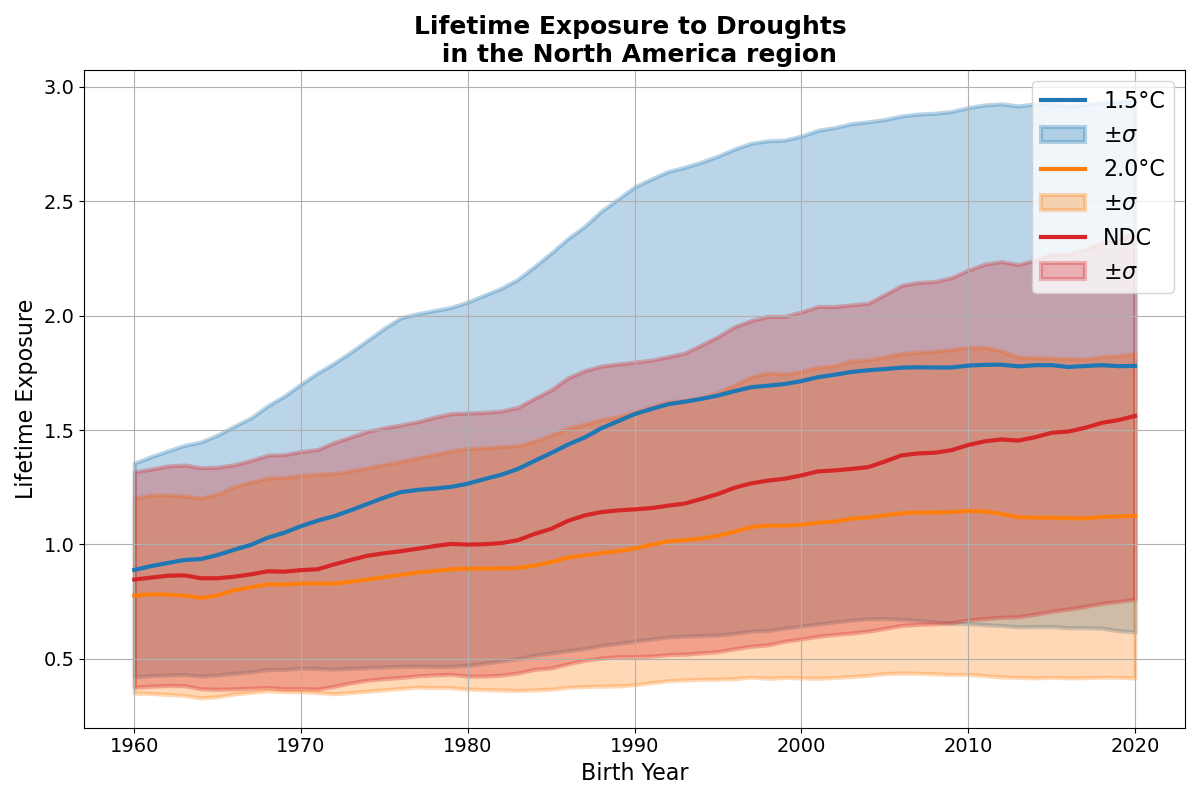 Lifetime Exposure to Droughts
in the North America region
3.0
2.5
2.0
1.5
1.0
0.5
Lifetime Exposure
1960
1970
1980
1990
2000
2010
2020
Birth Year
1.5°C
±σ
2.0°C
±σ
NDC
±σ